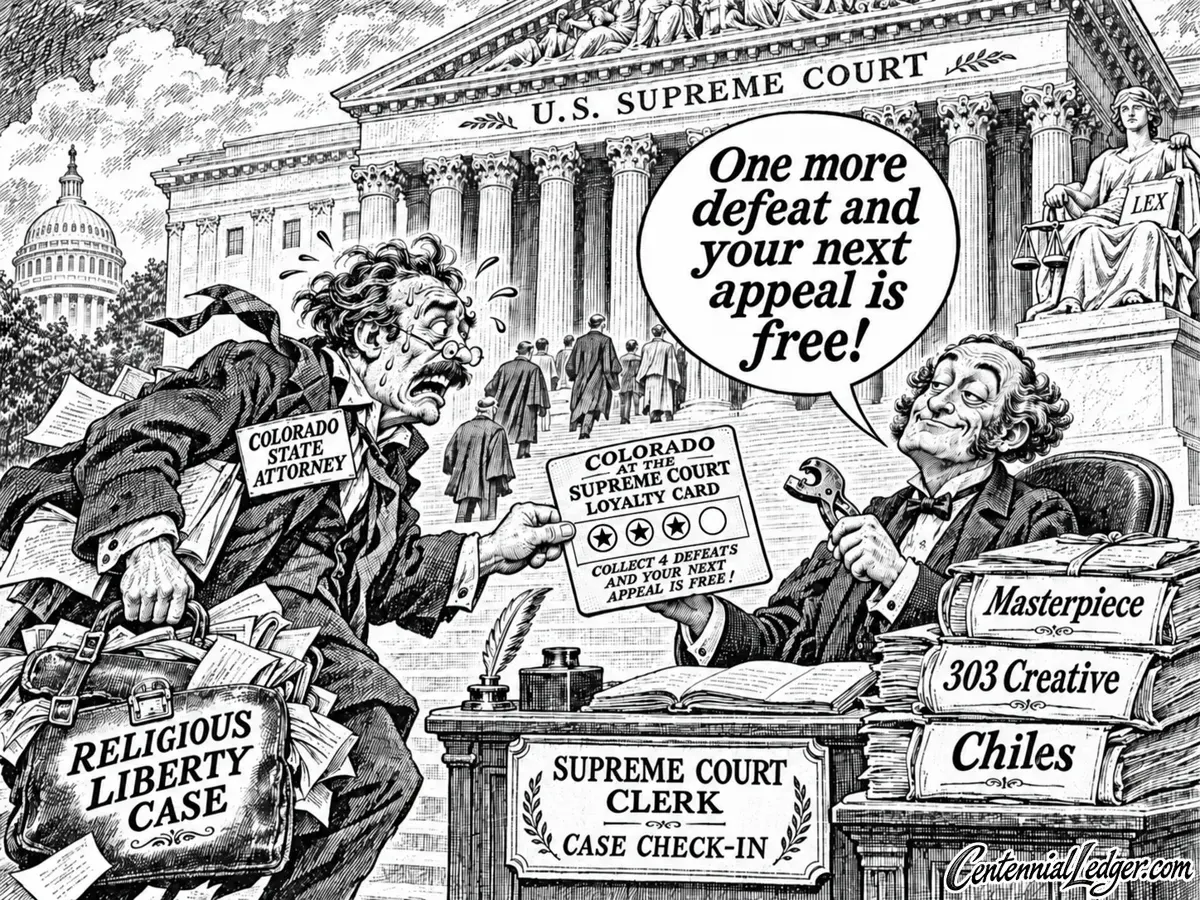 U.S. SUPREME COURT
One more
defeat and
your next
appeal is
free!
LEX
COLORADO
STATE
ATTORNEY
COLORADO
AT THE
SUPREME COURT
LOYALTY CARD
COLLECT 4 DEFEATS
AND YOUR NEXT
APPEAL IS FREE!
RELIGIOUS
LIBERTY
CASE
SUPREME COURT
CLERK
CASE CHECK-IN
Masterpiece
303 Creative
Chiles
CentennialLedger.com